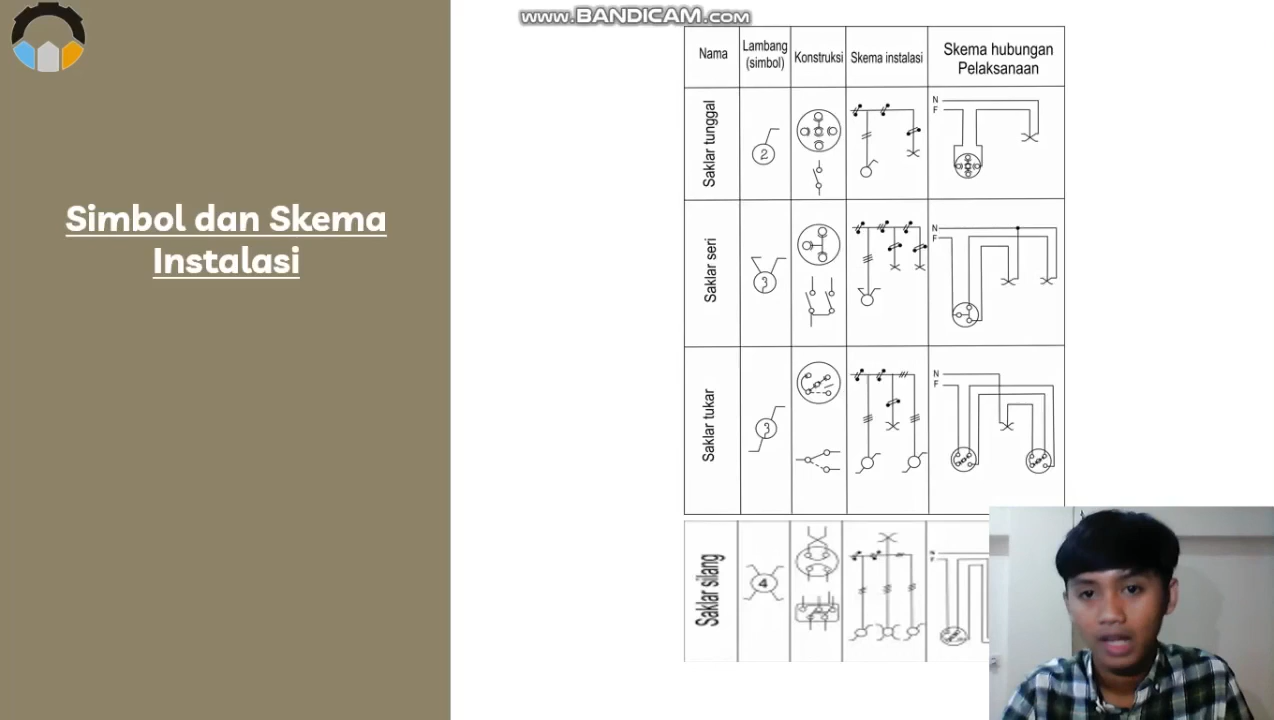 www.BANDICAM.com
Simbol dan Skema
Instalasi
Nama
Lambang
(simbol)
Konstruksi
Skema instalasi
Skema hubungan
Pelaksanaan
Saklar tunggal
2
N
F
Saklar seri
3
N
F
Saklar tukar
3
N
F
Saklar silang
4
N
F